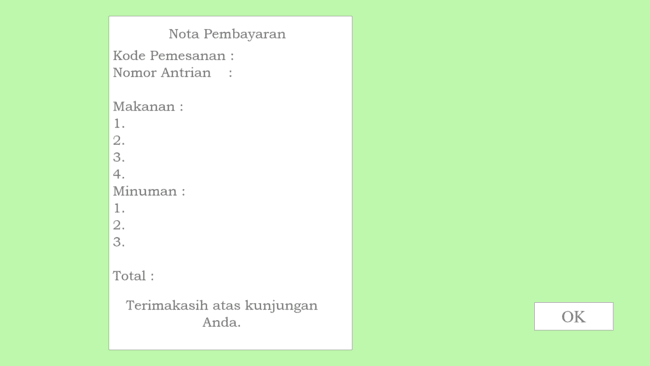 Nota Pembayaran
Kode Pemesanan :
Nomor Antrian :
Makanan :
1.
2.
3.
4.
Minuman :
1.
2.
3.
Total :
Terimakasih atas kunjungan
Anda.
OK